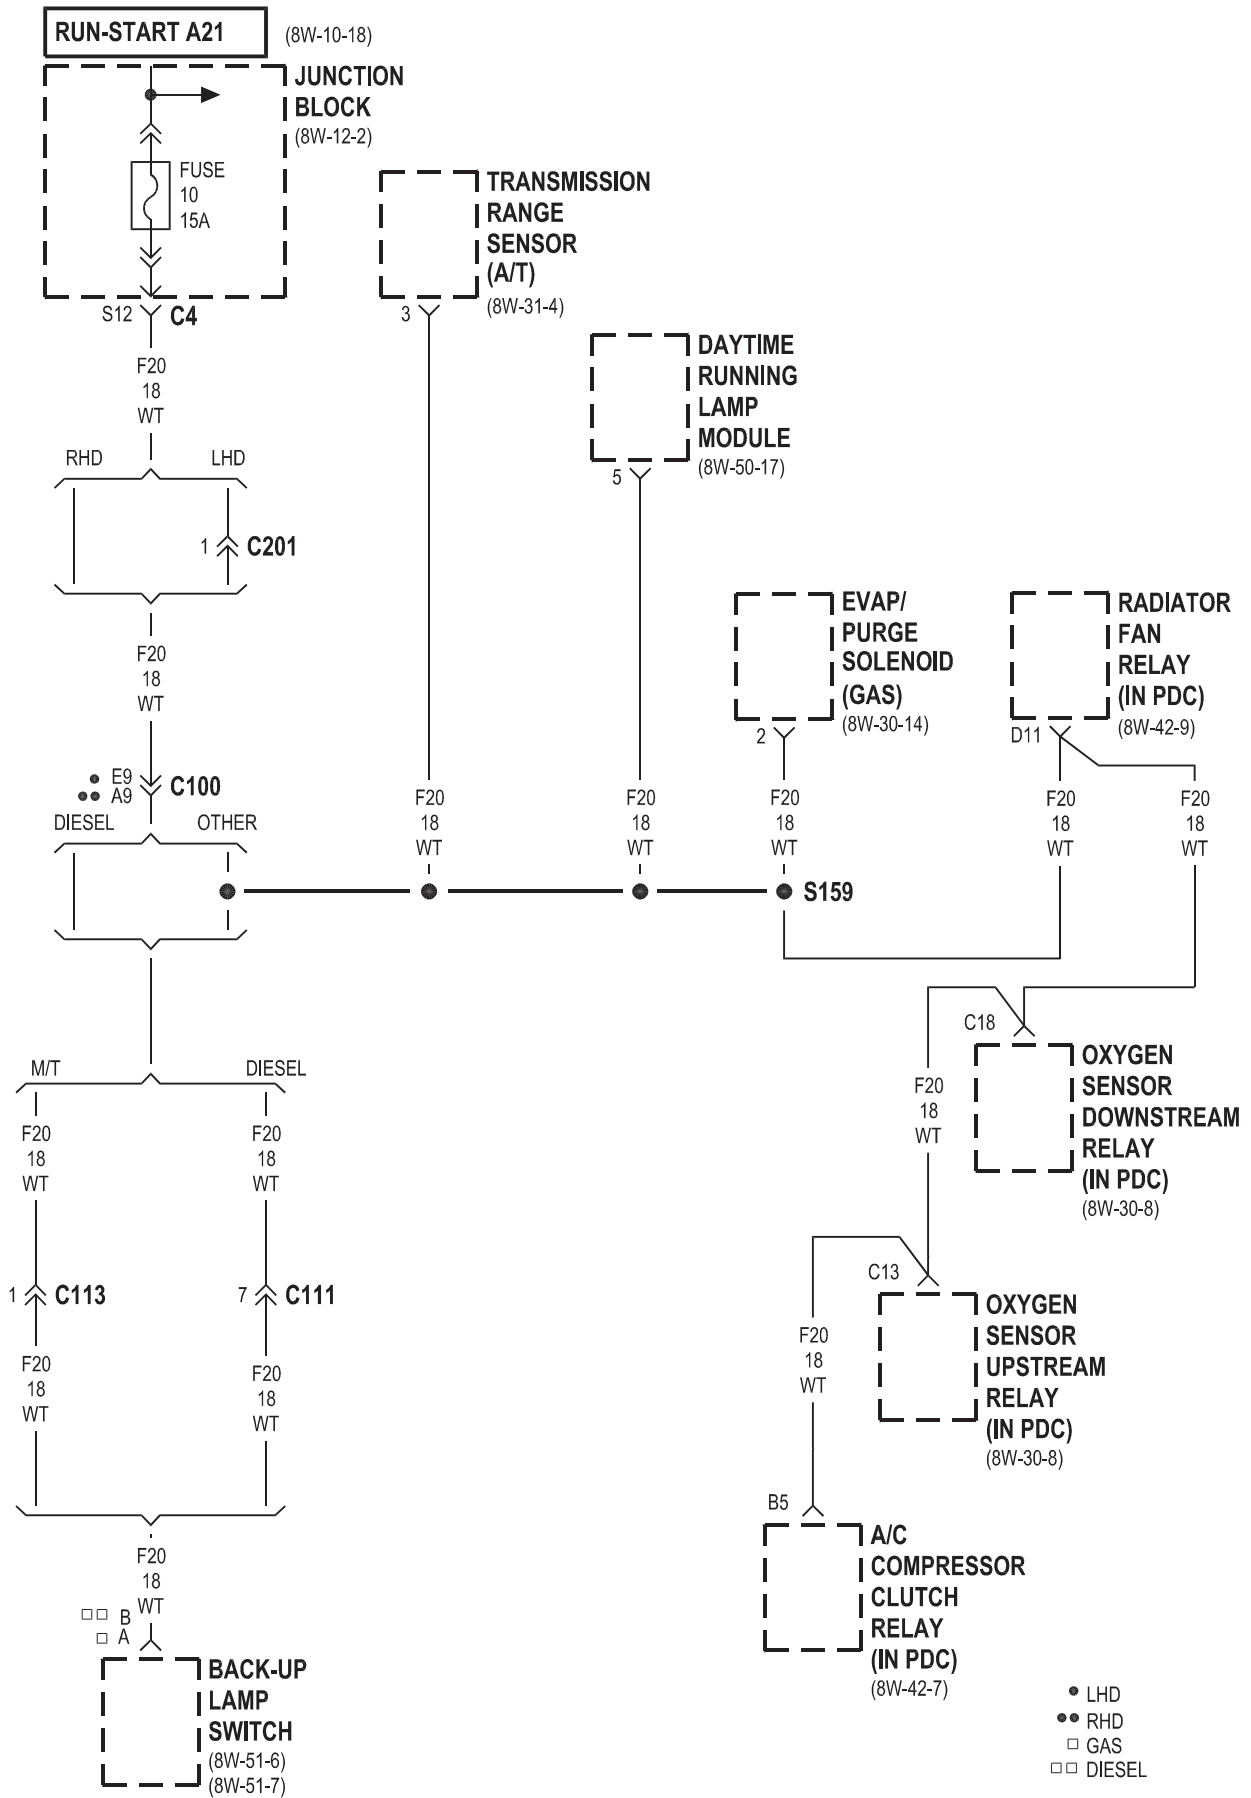 RUN-START A21
(8W-10-18)
JUNCTION
BLOCK
(8W-12-2)
FUSE
10
15A
S12
C4
TRANSMISSION
RANGE
SENSOR
(A/T)
(8W-31-4)
3
DAYTIME
RUNNING
LAMP
MODULE
(8W-50-17)
5
F20
18
WT
RHD
LHD
1
C201
F20
18
WT
EVAP/
PURGE
SOLENOID
(GAS)
(8W-30-14)
2
RADIATOR
FAN
RELAY
(IN PDC)
(8W-42-9)
D11
E9
A9
C100
DIESEL
OTHER
F20
18
WT
F20
18
WT
F20
18
WT
F20
18
WT
F20
18
WT
S159
C18
OXYGEN
SENSOR
DOWNSTREAM
RELAY
(IN PDC)
(8W-30-8)
F20
18
WT
M/T
DIESEL
F20
18
WT
F20
18
WT
1
C113
7
C111
F20
18
WT
F20
18
WT
C13
OXYGEN
SENSOR
UPSTREAM
RELAY
(IN PDC)
(8W-30-8)
F20
18
WT
B5
A/C
COMPRESSOR
CLUTCH
RELAY
(IN PDC)
(8W-42-7)
F20
18
WT
B
A
BACK-UP
LAMP
SWITCH
(8W-51-6)
(8W-51-7)
LHD
RHD
GAS
DIESEL